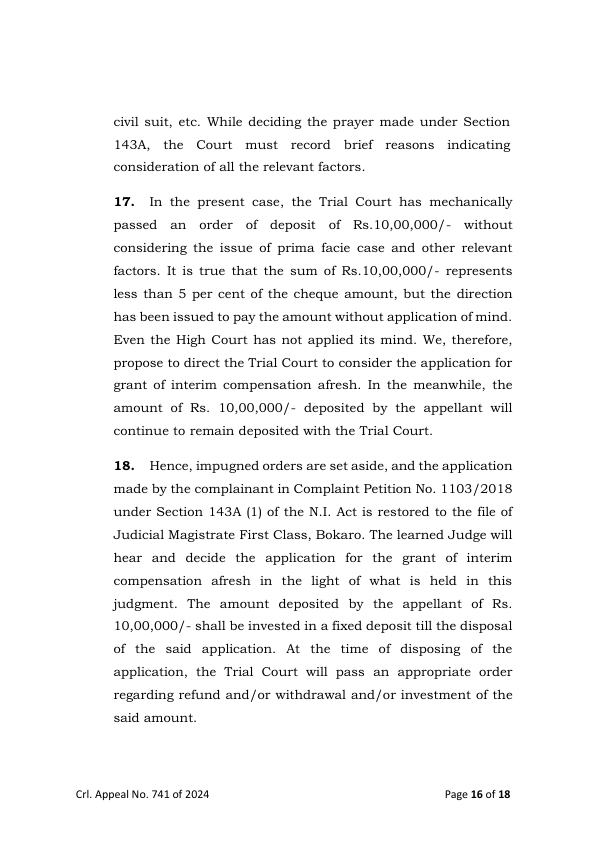 civil suit, etc. While deciding the prayer made under Section
143A, the Court must record brief reasons indicating
consideration of all the relevant factors.
17. In the present case, the Trial Court has mechanically
passed an order of deposit of Rs.10,00,000/- without
considering the issue of prima facie case and other relevant
factors. It is true that the sum of Rs.10,00,000/- represents
less than 5 per cent of the cheque amount, but the direction
has been issued to pay the amount without application of mind.
Even the High Court has not applied its mind. We, therefore,
propose to direct the Trial Court to consider the application for
grant of interim compensation afresh. In the meanwhile, the
amount of Rs. 10,00,000/- deposited by the appellant will
continue to remain deposited with the Trial Court.
18. Hence, impugned orders are set aside, and the application
made by the complainant in Complaint Petition No. 1103/2018
under Section 143A (1) of the N.I. Act is restored to the file of
Judicial Magistrate First Class, Bokaro. The learned Judge will
hear and decide the application for the grant of interim
compensation afresh in the light of what is held in this
judgment. The amount deposited by the appellant of Rs.
10,00,000/- shall be invested in a fixed deposit till the disposal
of the said application. At the time of disposing of the
application, the Trial Court will pass an appropriate order
regarding refund and/or withdrawal and/or investment of the
said amount.
Crl. Appeal No. 741 of 2024 Page 16 of 18